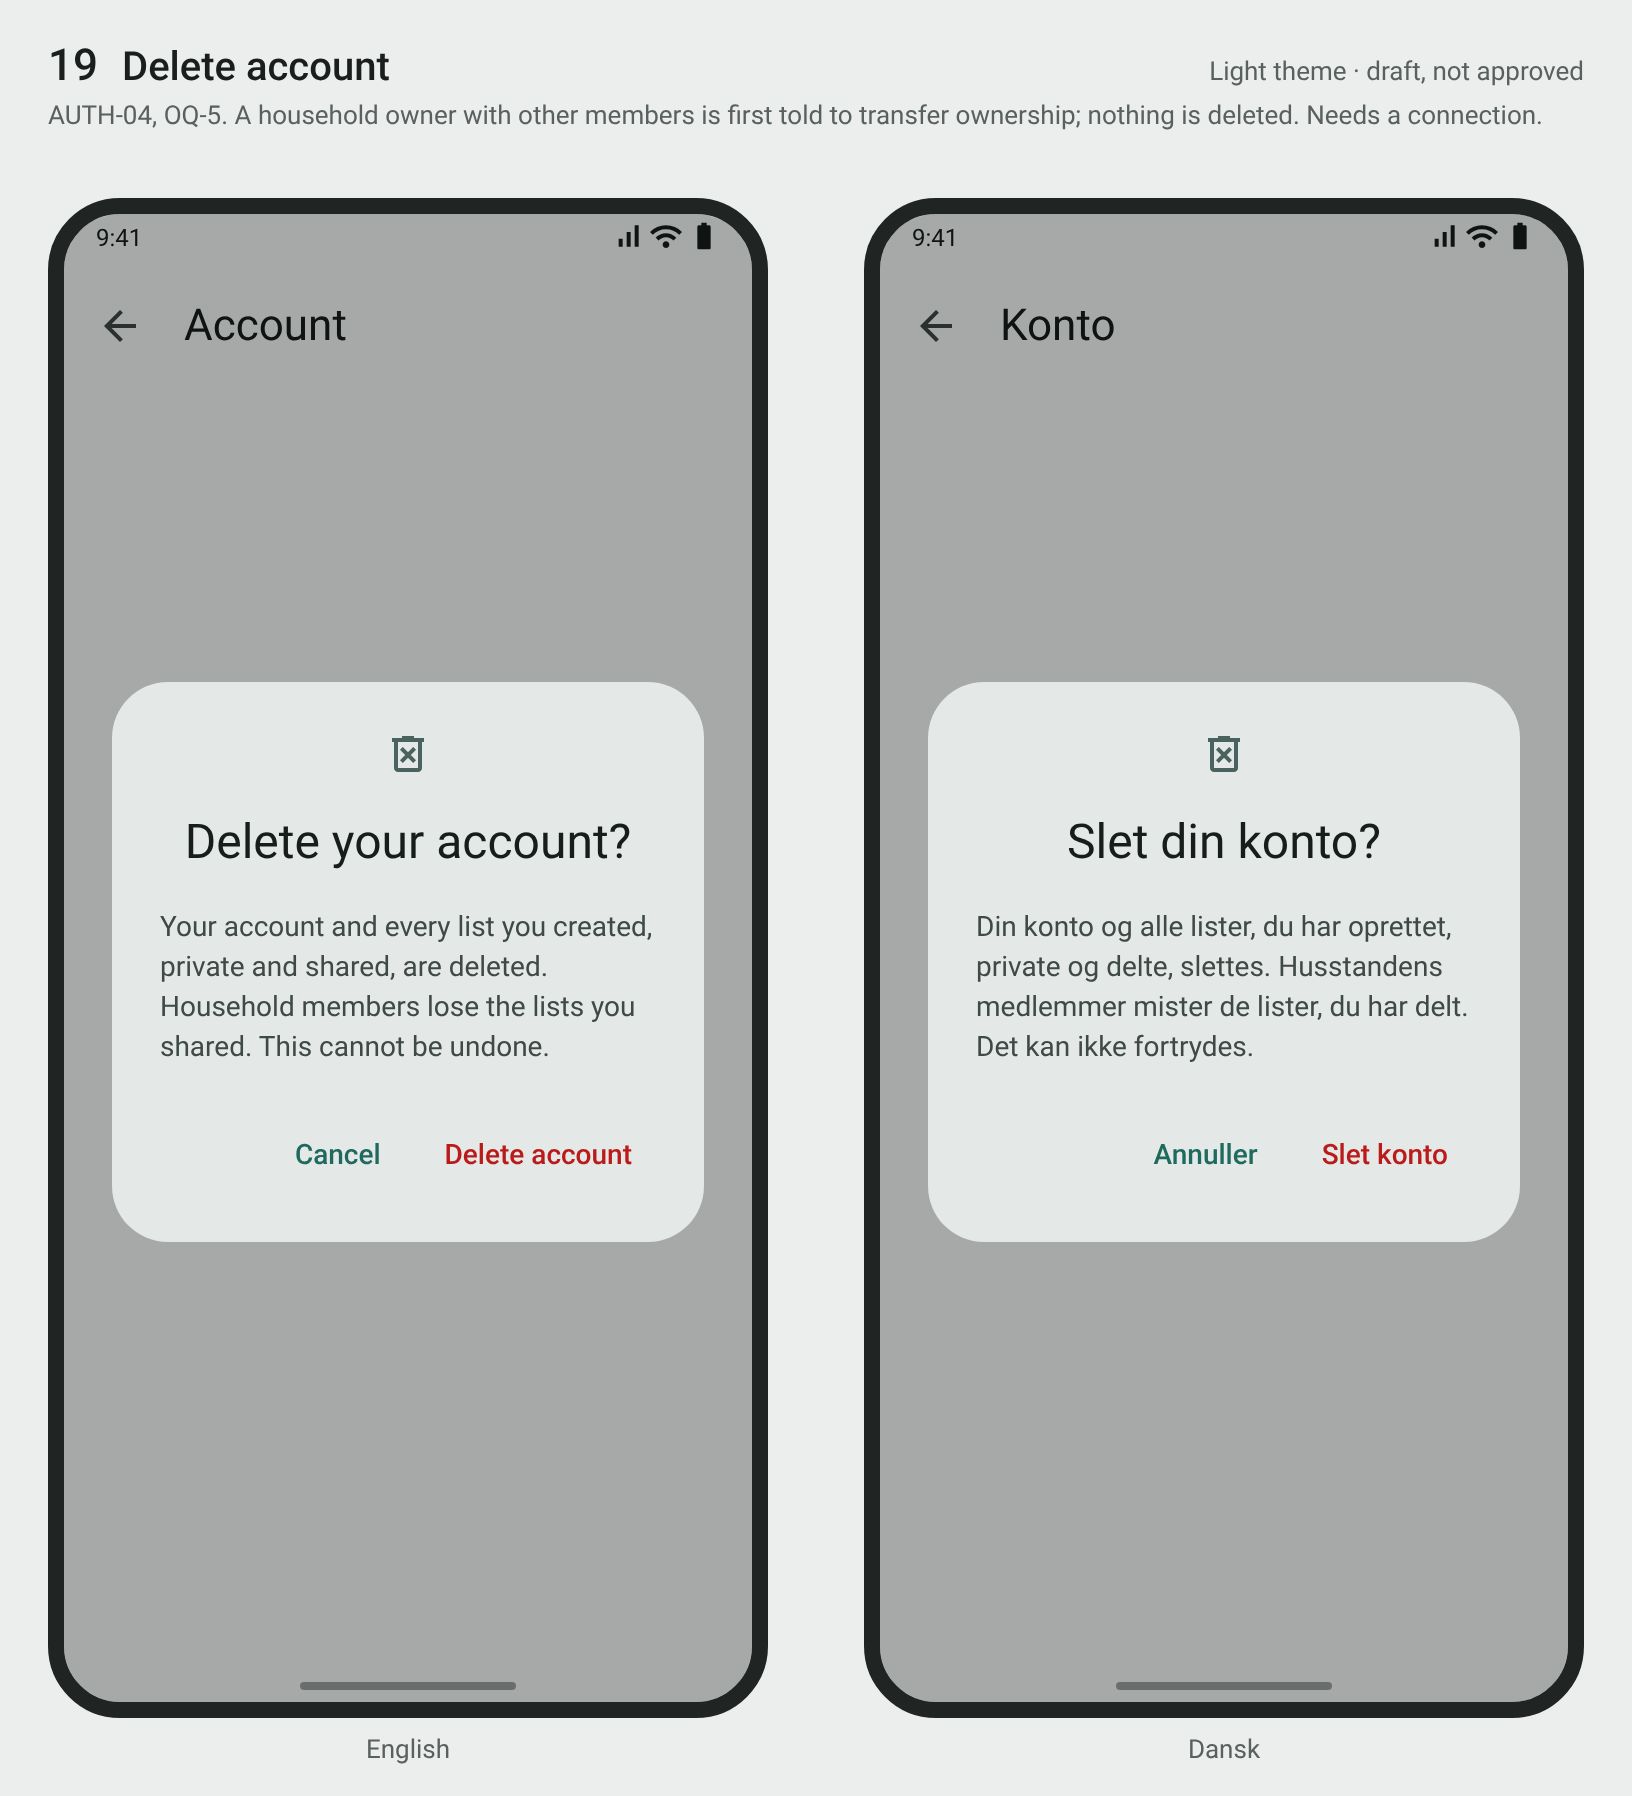 19 Delete account
Light theme · draft, not approved
AUTH-04, OQ-5. A household owner with other members is first told to transfer ownership; nothing is deleted. Needs a connection.
9:41
Account
Delete your account?
Your account and every list you created,
private and shared, are deleted.
Household members lose the lists you
shared. This cannot be undone.
Cancel
Delete account
English
9:41
Konto
Slet din konto?
Din konto og alle lister, du har oprettet,
private og delte, slettes. Husstandens
medlemmer mister de lister, du har delt.
Det kan ikke fortrydes.
Annuller
Slet konto
Dansk